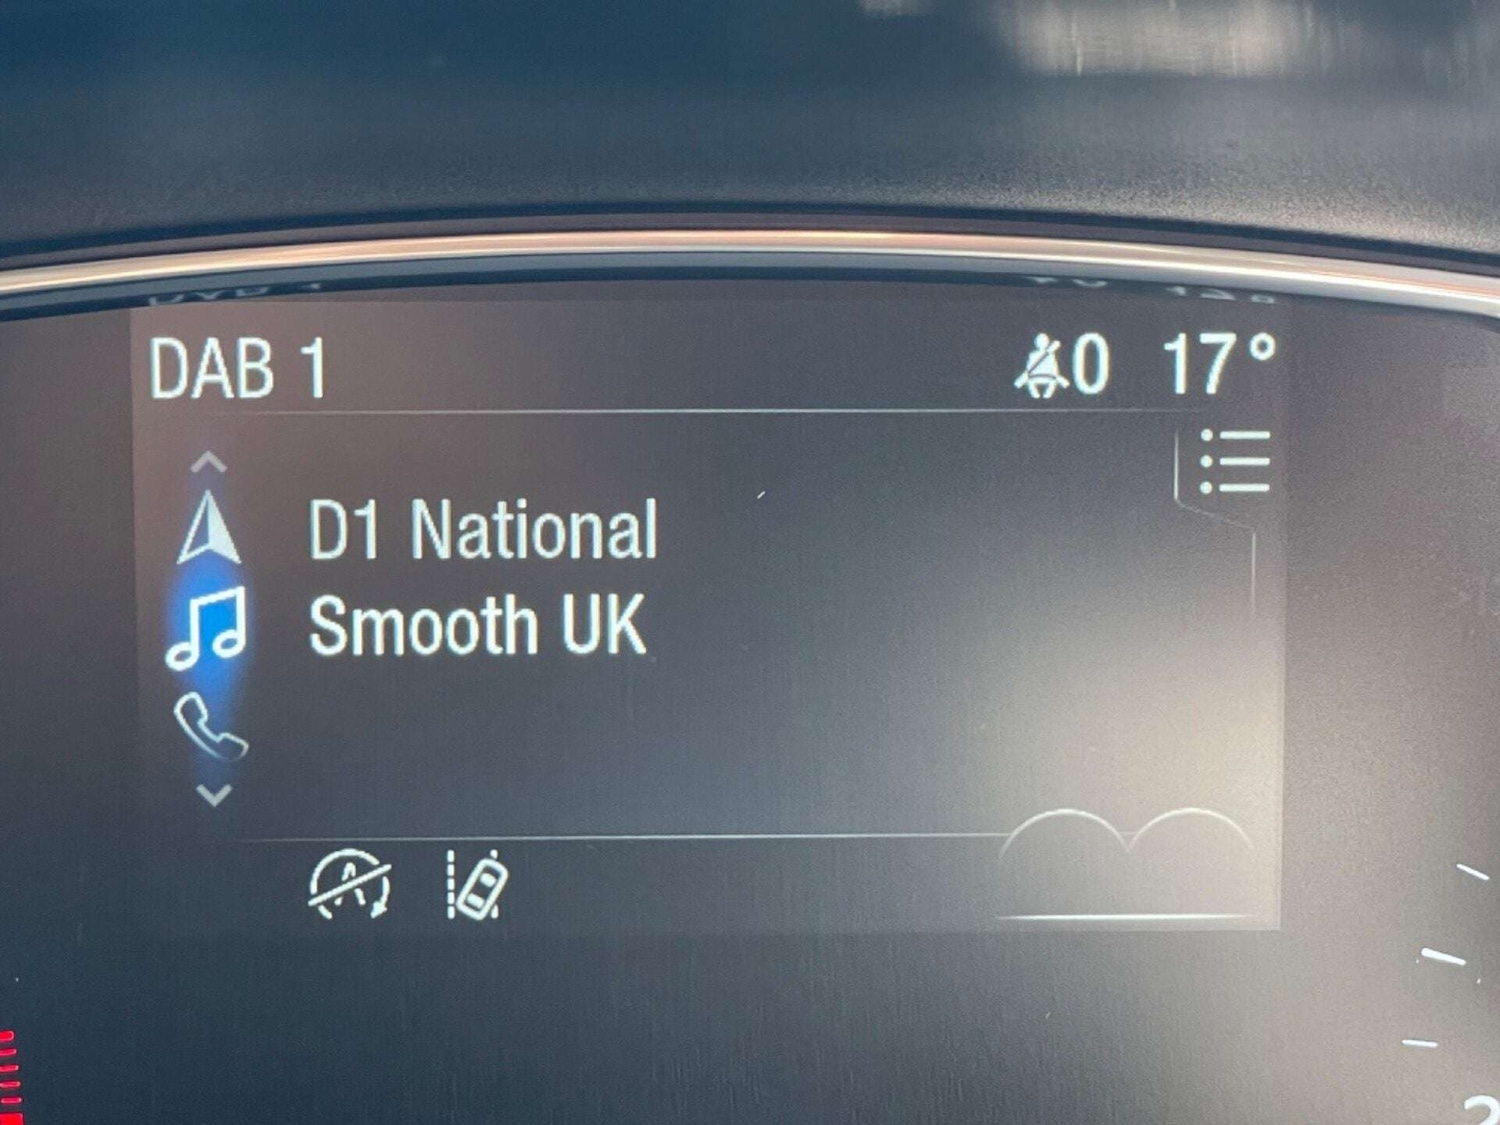 DAB 1
0 17°
D1 National
Smooth UK